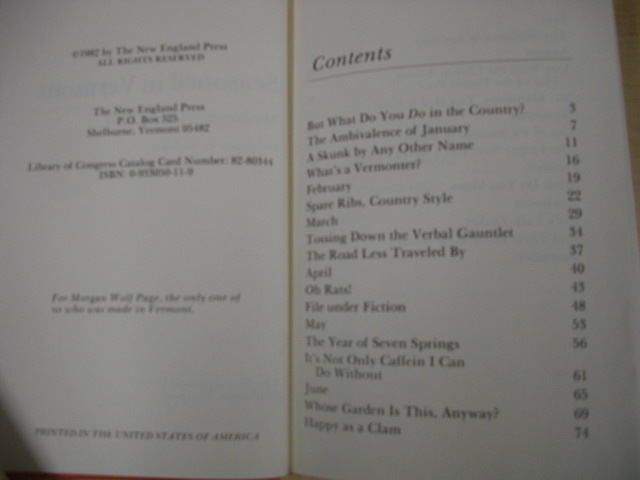 ©1982 by The New England Press
ALL RIGHTS RESERVED
The New England Press
P.O. Box 525
Shelburne, Vermont 05482
Library of Congress Catalog Card Number: 82-80344
ISBN: 0-933050-11-9
For Morgan Wolf Page, the only one of
us who was made in Vermont.
PRINTED IN THE UNITED STATES OF AMERICA
Contents
But What Do You Do in the Country? 3
The Ambivalence of January 7
A Skunk by Any Other Name 11
What's a Vermonter? 16
February 19
Spare Ribs, Country Style 22
March 29
Tossing Down the Verbal Gauntlet 34
The Road Less Traveled By 37
April 40
Oh Rats! 43
File under Fiction 48
May 53
The Year of Seven Springs 56
It's Not Only Caffein I Can
Do Without 61
June 65
Whose Garden Is This, Anyway? 69
Happy as a Clam 74